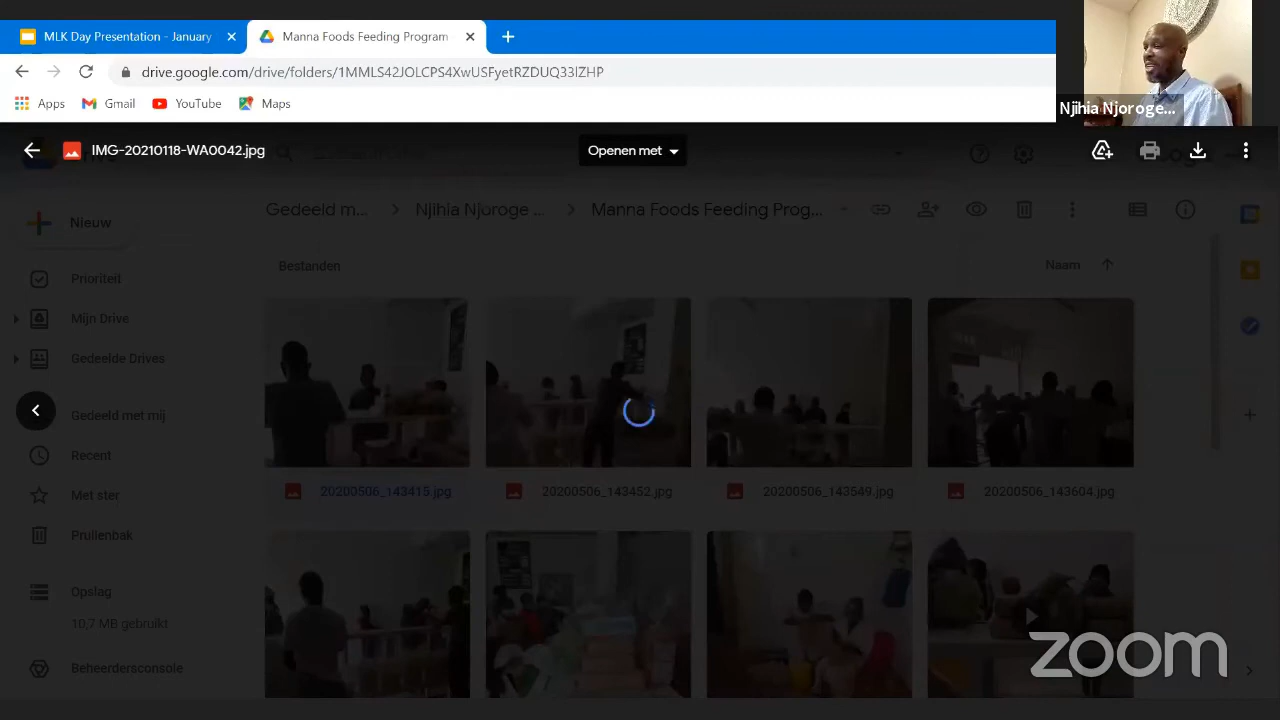 MLK Day Presentation - January
Manna Foods Feeding Program
drive.google.com/drive/folders/1MMLS42JOLCPS4XwUSFyetRZDUQ33lZHP
Apps
Gmail
YouTube
Maps
Njihia Njoroge...
IMG-20210118-WA0042.jpg
Openen met
Nieuw
Gedeeld m... > Njihia Njoroge ... > Manna Foods Feeding Prog...
Prioriteit
Mijn Drive
Gedeelde Drives
Gedeeld met mij
Recent
Met ster
Prullenbak
Opslag
10,7 MB gebruikt
Beheerdersconsole
Bestanden
Naam
20200506_143415.jpg
20200506_143452.jpg
20200506_143549.jpg
20200506_143604.jpg
zoom